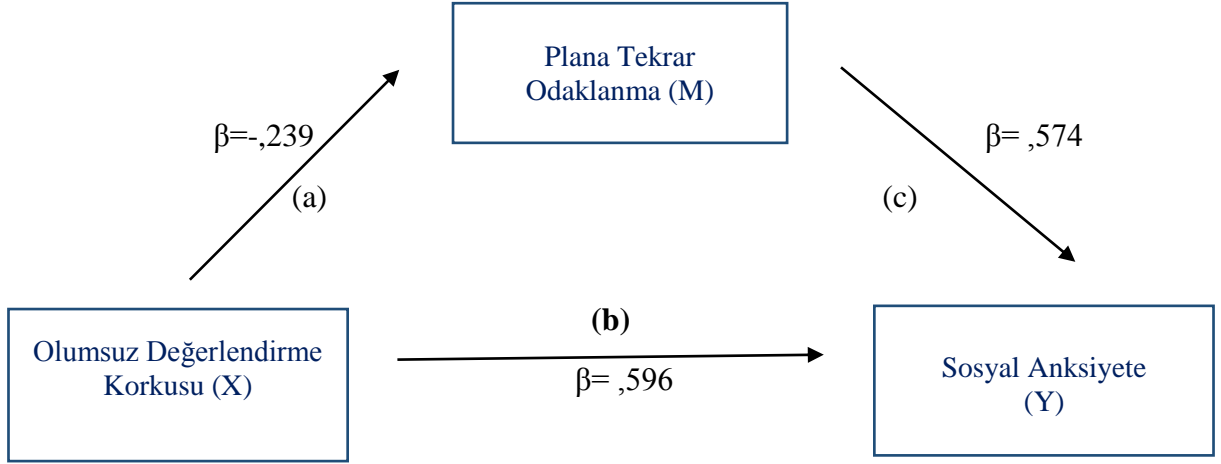 Plana Tekrar
Odaklanma (M)
β=-,239
β= ,574
(a)
(c)
(b)
Olumsuz Değerlendirme
Korkusu (X)
β= ,596
Sosyal Anksiyete
(Y)